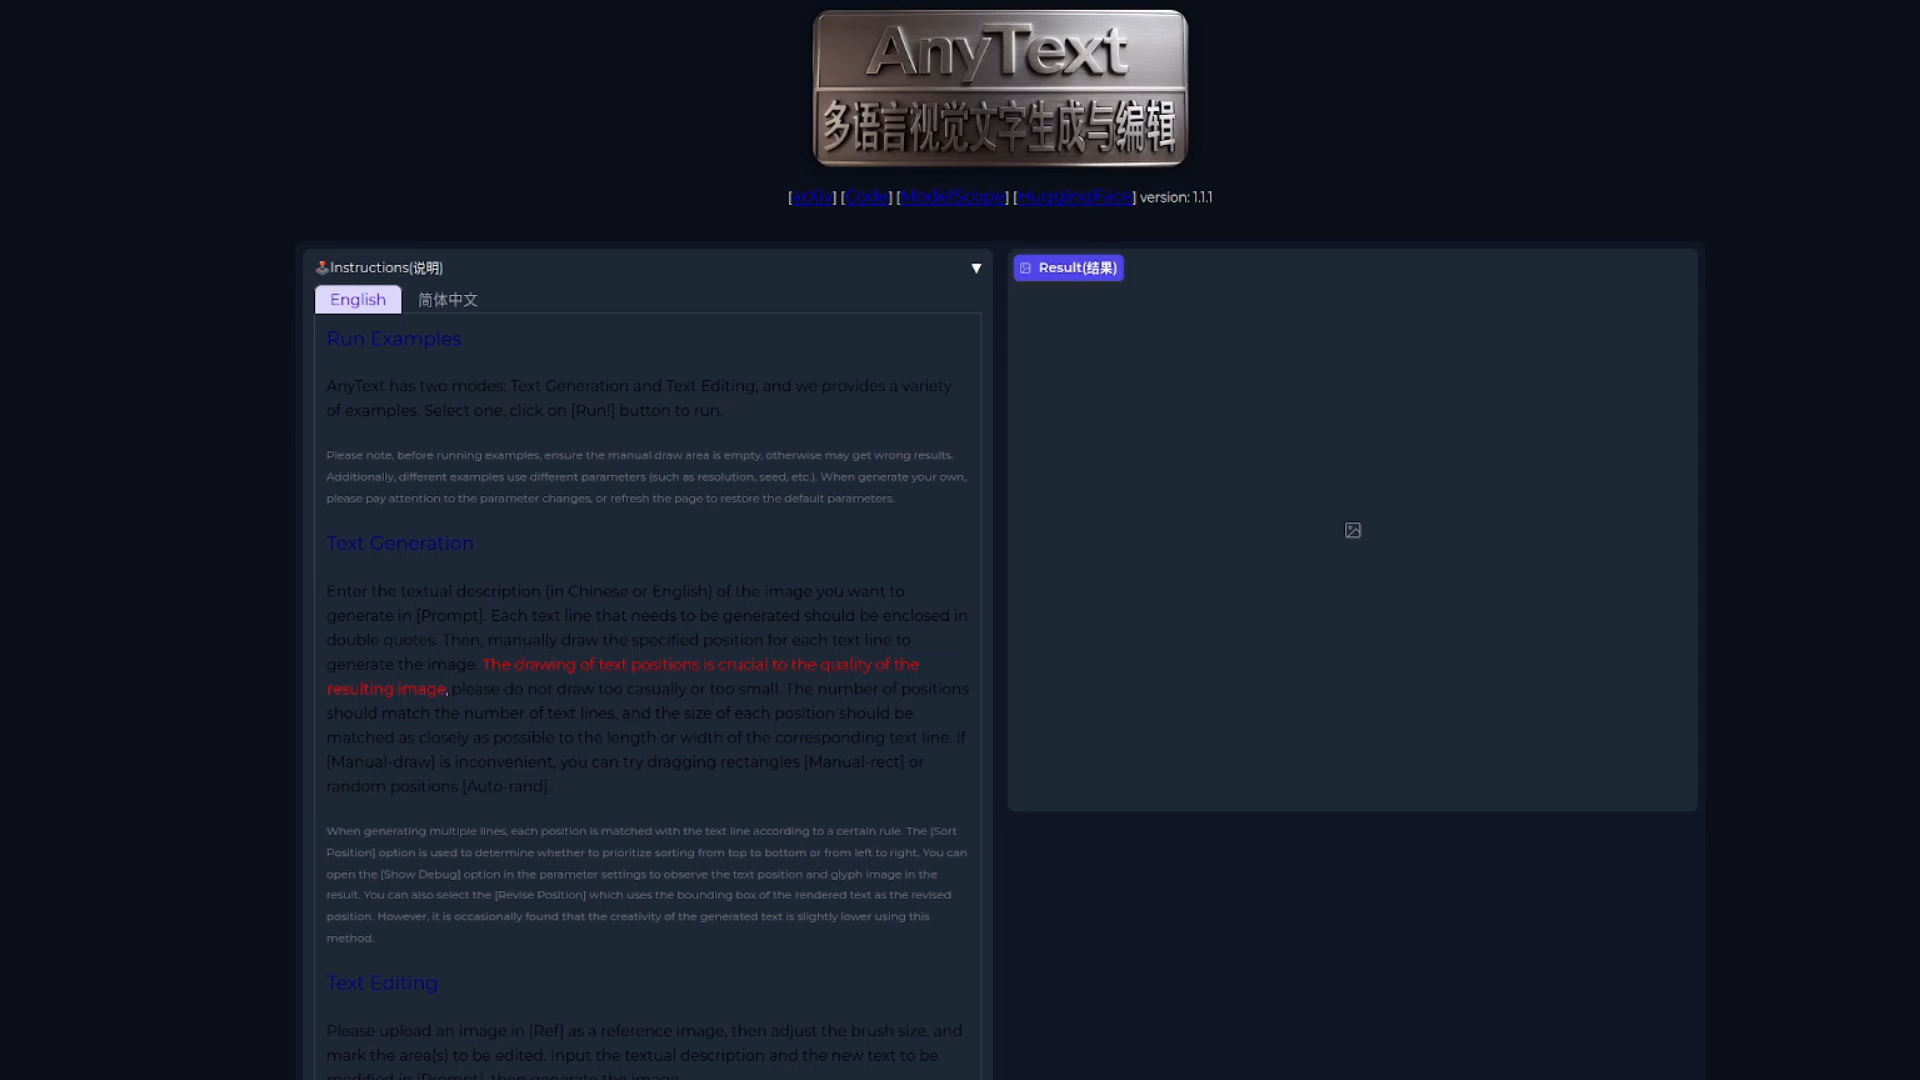 AnyText
多语言视觉文字生成与编辑
[arXiv] [Code] [ModelScope] [HuggingFace] version: 1.1.1
Instructions(说明)
▼
Result(结果)
English 简体中文
Run Examples
AnyText has two modes: Text Generation and Text Editing, and we provides a variety
of examples. Select one, click on [Run!] button to run.
Please note, before running examples, ensure the manual draw area is empty, otherwise may get wrong results.
Additionally, different examples use different parameters (such as resolution, seed, etc.). When generate your own,
please pay attention to the parameter changes, or refresh the page to restore the default parameters.
Text Generation
Enter the textual description (in Chinese or English) of the image you want to
generate in [Prompt]. Each text line that needs to be generated should be enclosed in
double quotes. Then, manually draw the specified position for each text line to
generate the image. The drawing of text positions is crucial to the quality of the
resulting image, please do not draw too casually or too small. The number of positions
should match the number of text lines, and the size of each position should be
matched as closely as possible to the length or width of the corresponding text line. If
[Manual-draw] is inconvenient, you can try dragging rectangles [Manual-rect] or
random positions [Auto-rand].
When generating multiple lines, each position is matched with the text line according to a certain rule. The [Sort
Position] option is used to determine whether to prioritize sorting from top to bottom or from left to right. You can
open the [Show Debug] option in the parameter settings to observe the text position and glyph image in the
result. You can also select the [Revise Position] which uses the bounding box of the rendered text as the revised
position. However, it is occasionally found that the creativity of the generated text is slightly lower using this
method.
Text Editing
Please upload an image in [Ref] as a reference image, then adjust the brush size, and
mark the area(s) to be edited. Input the textual description and the new text to be
modified in [Prompt], then generate the image.